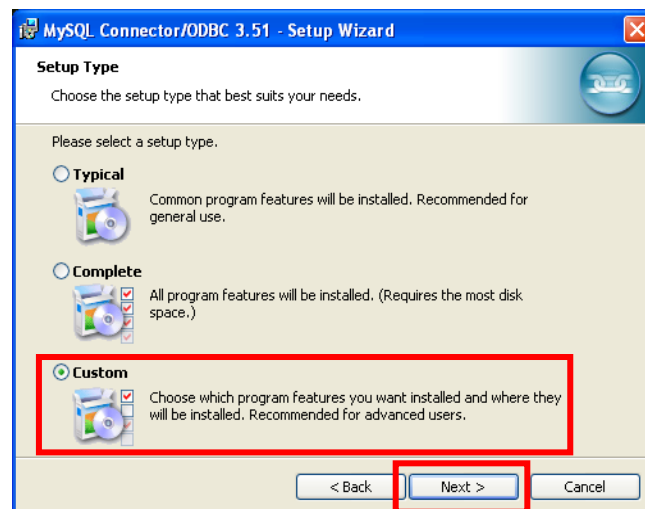 MySQL Connector/ODBC 3.51 - Setup Wizard
Setup Type
Choose the setup type that best suits your needs.
Please select a setup type.
Typical
Common program features will be installed. Recommended for
general use.
Complete
All program features will be installed. (Requires the most disk
space.)
Custom
Choose which program features you want installed and where they
will be installed. Recommended for advanced users.
< Back Next > Cancel